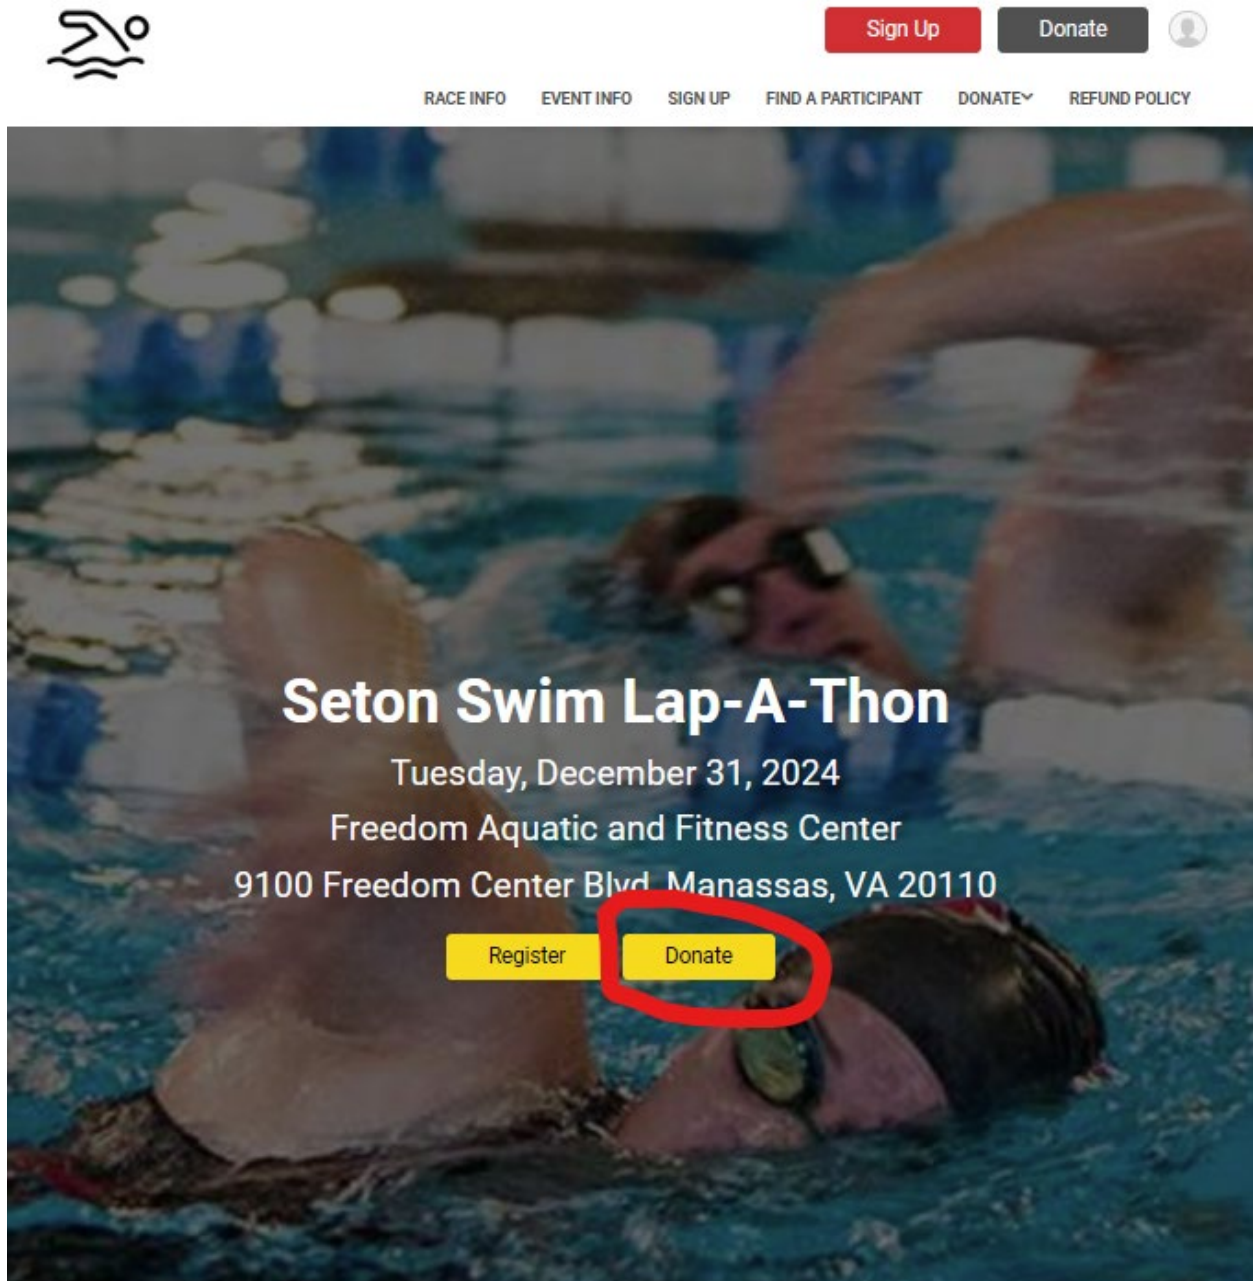 Sign Up Donate
RACE INFO EVENT INFO SIGN UP FIND A PARTICIPANT DONATE REFUND POLICY
Seton Swim Lap-A-Thon
Tuesday, December 31, 2024
Freedom Aquatic and Fitness Center
9100 Freedom Center Blvd, Manassas, VA 20110
Register Donate